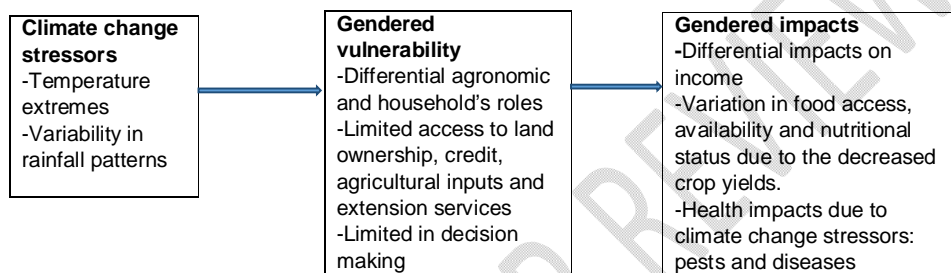 Climate change
stressors
-Temperature
extremes
-Variability in
rainfall patterns
Gendered
vulnerability
-Differential agronomic
and household’s roles
-Limited access to land
ownership, credit,
agricultural inputs and
extension services
-Limited in decision
making
Gendered impacts
-Differential impacts on
income
-Variation in food access,
availability and nutritional
status due to the decreased
crop yields.
-Health impacts due to
climate change stressors:
pests and diseases
REVIEW